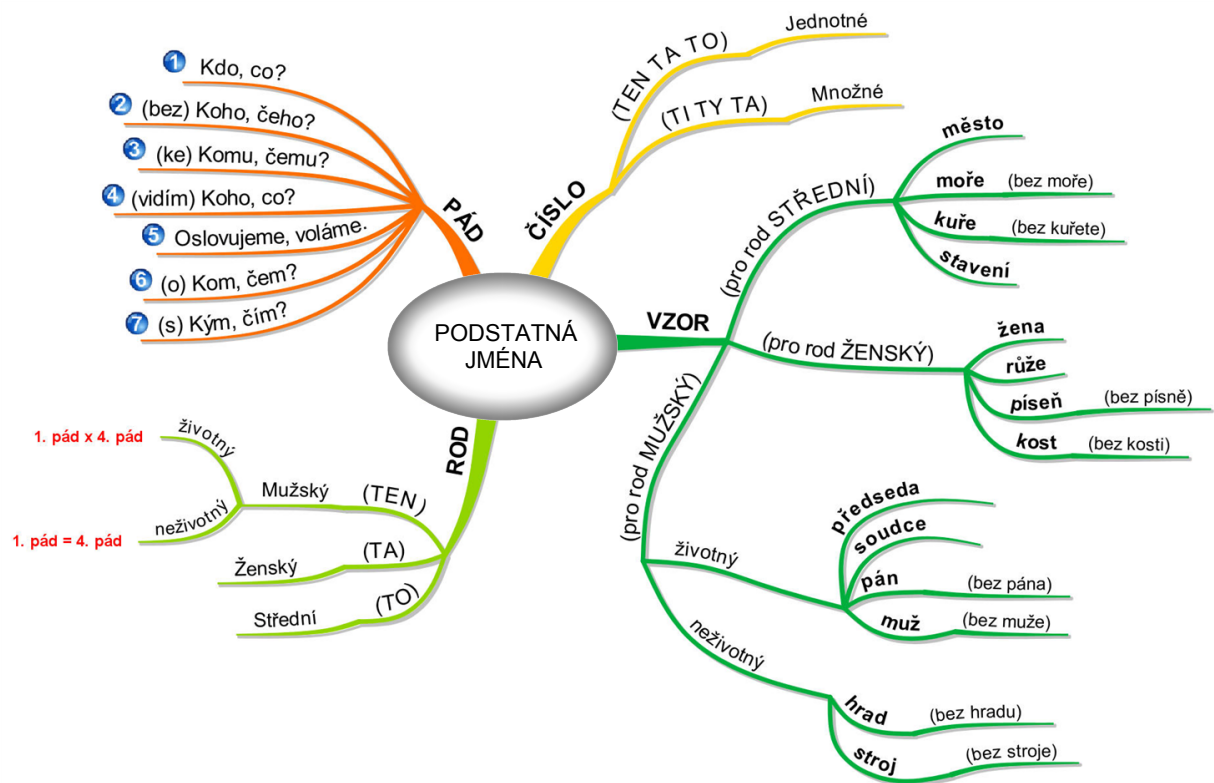 PODSTATNÁ
JMÉNA
PÁD
1 Kdo, co?
2 (bez) Koho, čeho?
3 (ke) Komu, čemu?
4 (vidím) Koho, co?
5 Oslovujeme, voláme.
6 (o) Kom, čem?
7 (s) Kým, čím?
ČÍSLO
(TEN TA TO) Jednotné
(TI TY TA) Množné
VZOR
(pro rod STŘEDNÍ)
město
moře (bez moře)
kuře (bez kuřete)
stavení
(pro rod ŽENSKÝ)
žena
růže
píseň (bez písně)
kost (bez kosti)
(pro rod MUŽSKÝ)
životný
předseda
soudce
pán (bez pána)
muž (bez muže)
neživotný
hrad (bez hradu)
stroj (bez stroje)
ROD
(TEN) Mužský
životný
1. pád x 4. pád
neživotný
1. pád = 4. pád
(TA) Ženský
(TO) Střední